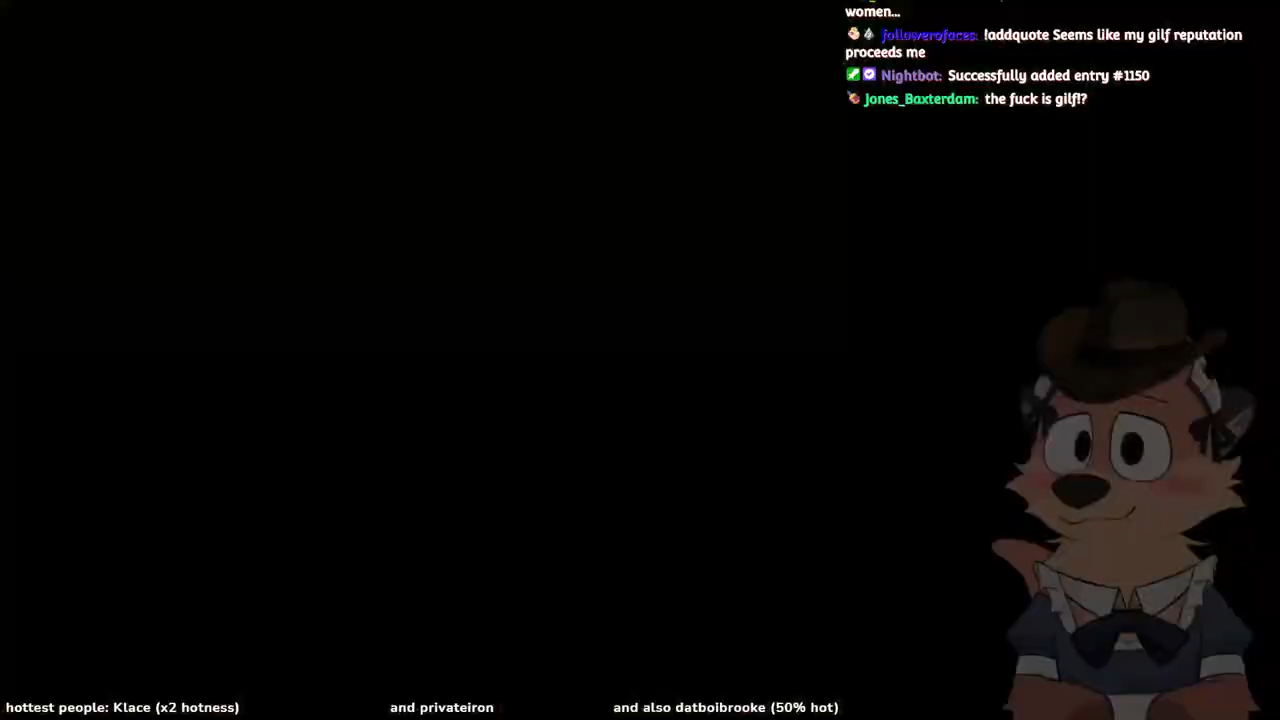 women...
followerofaces: !addquote Seems like my gilf reputation
proceeds me
Nightbot: Successfully added entry #1150
Jones_Baxterdam: the fuck is gilf!?
hottest people: Klace (x2 hotness) and privateiron and also datboibrooke (50% hot)